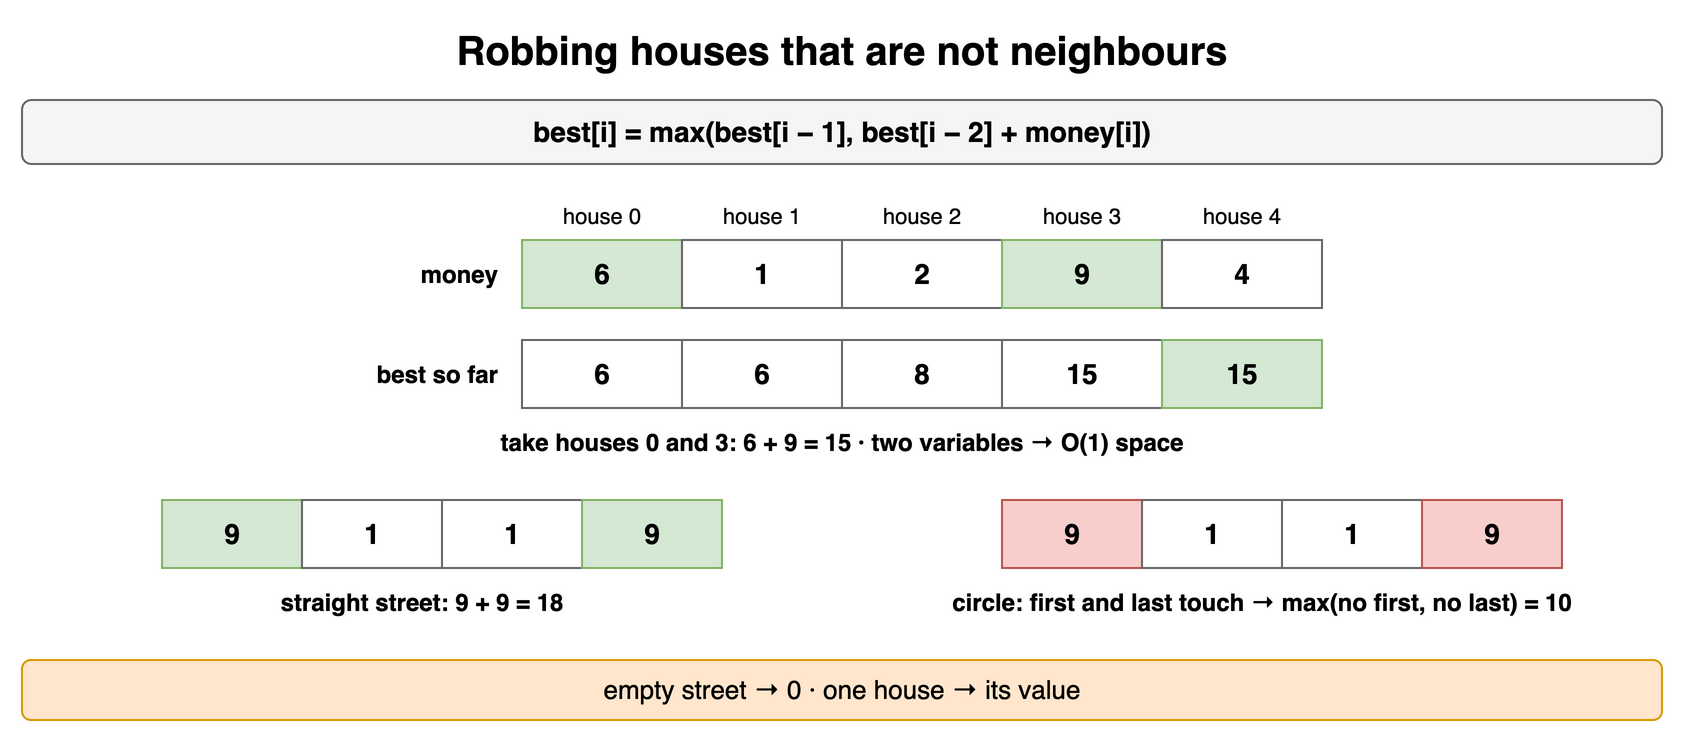 Robbing houses that are not neighbours
best[i] = max(best[i − 1], best[i − 2] + money[i])
house 0 house 1 house 2 house 3 house 4
money 6 1 2 9 4
best so far 6 6 8 15 15
take houses 0 and 3: 6 + 9 = 15 · two variables → O(1) space
9 1 1 9
straight street: 9 + 9 = 18
9 1 1 9
circle: first and last touch → max(no first, no last) = 10
empty street → 0 · one house → its value